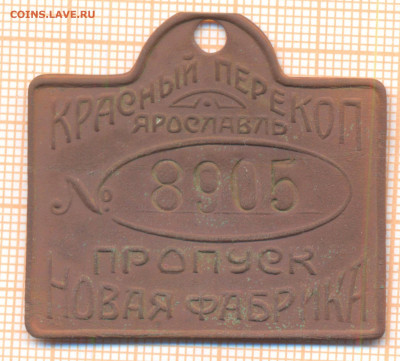 COINS.LAVE.RU
КРАСНЫЙ ПЕРЕКОП
ЯРОСЛАВЛЬ
№ 8905
ПРОПУСК
НОВАЯ ФАБРИКА